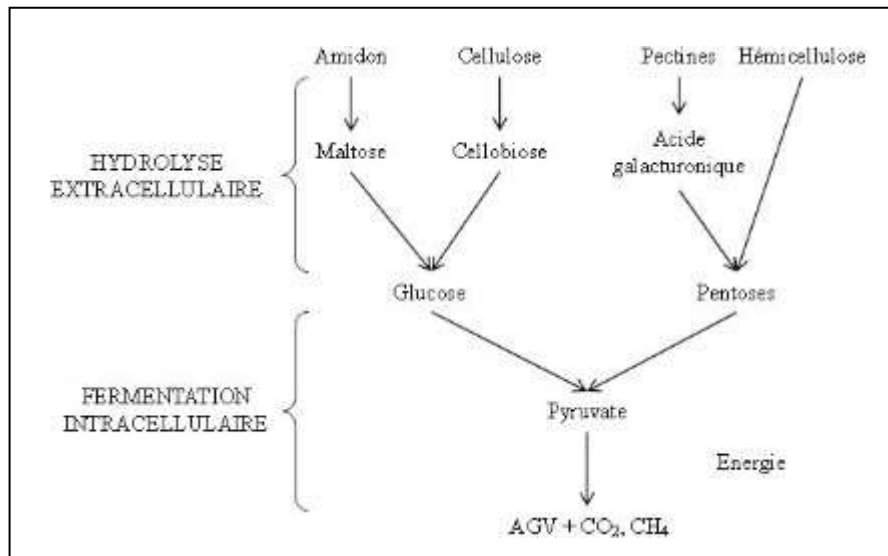 Amidon Cellulose Pectines Hémicellulose
HYDROLYSE
EXTRACELLULAIRE
Maltose Cellobiose Acide
galacturonique
Glucose Pentoses
FERMENTATION
INTRACELLULAIRE
Pyruvate
Energie
AGV + CO₂, CH₄